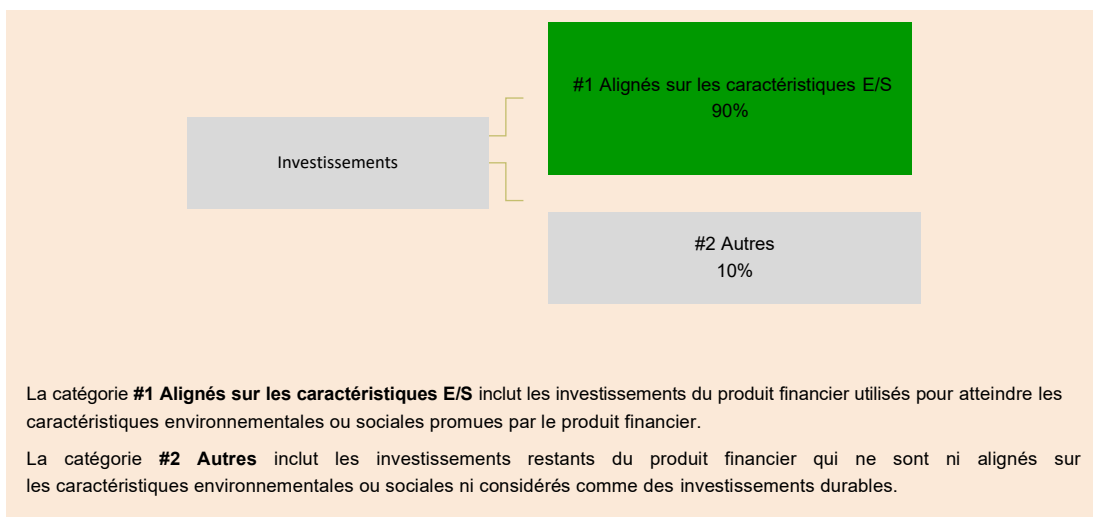 #1 Alignés sur les caractéristiques E/S
90%
Investissements
#2 Autres
10%
La catégorie #1 Alignés sur les caractéristiques E/S inclut les investissements du produit financier utilisés pour atteindre les
caractéristiques environnementales ou sociales promues par le produit financier.
La catégorie #2 Autres inclut les investissements restants du produit financier qui ne sont ni alignés sur
les caractéristiques environnementales ou sociales ni considérés comme des investissements durables.